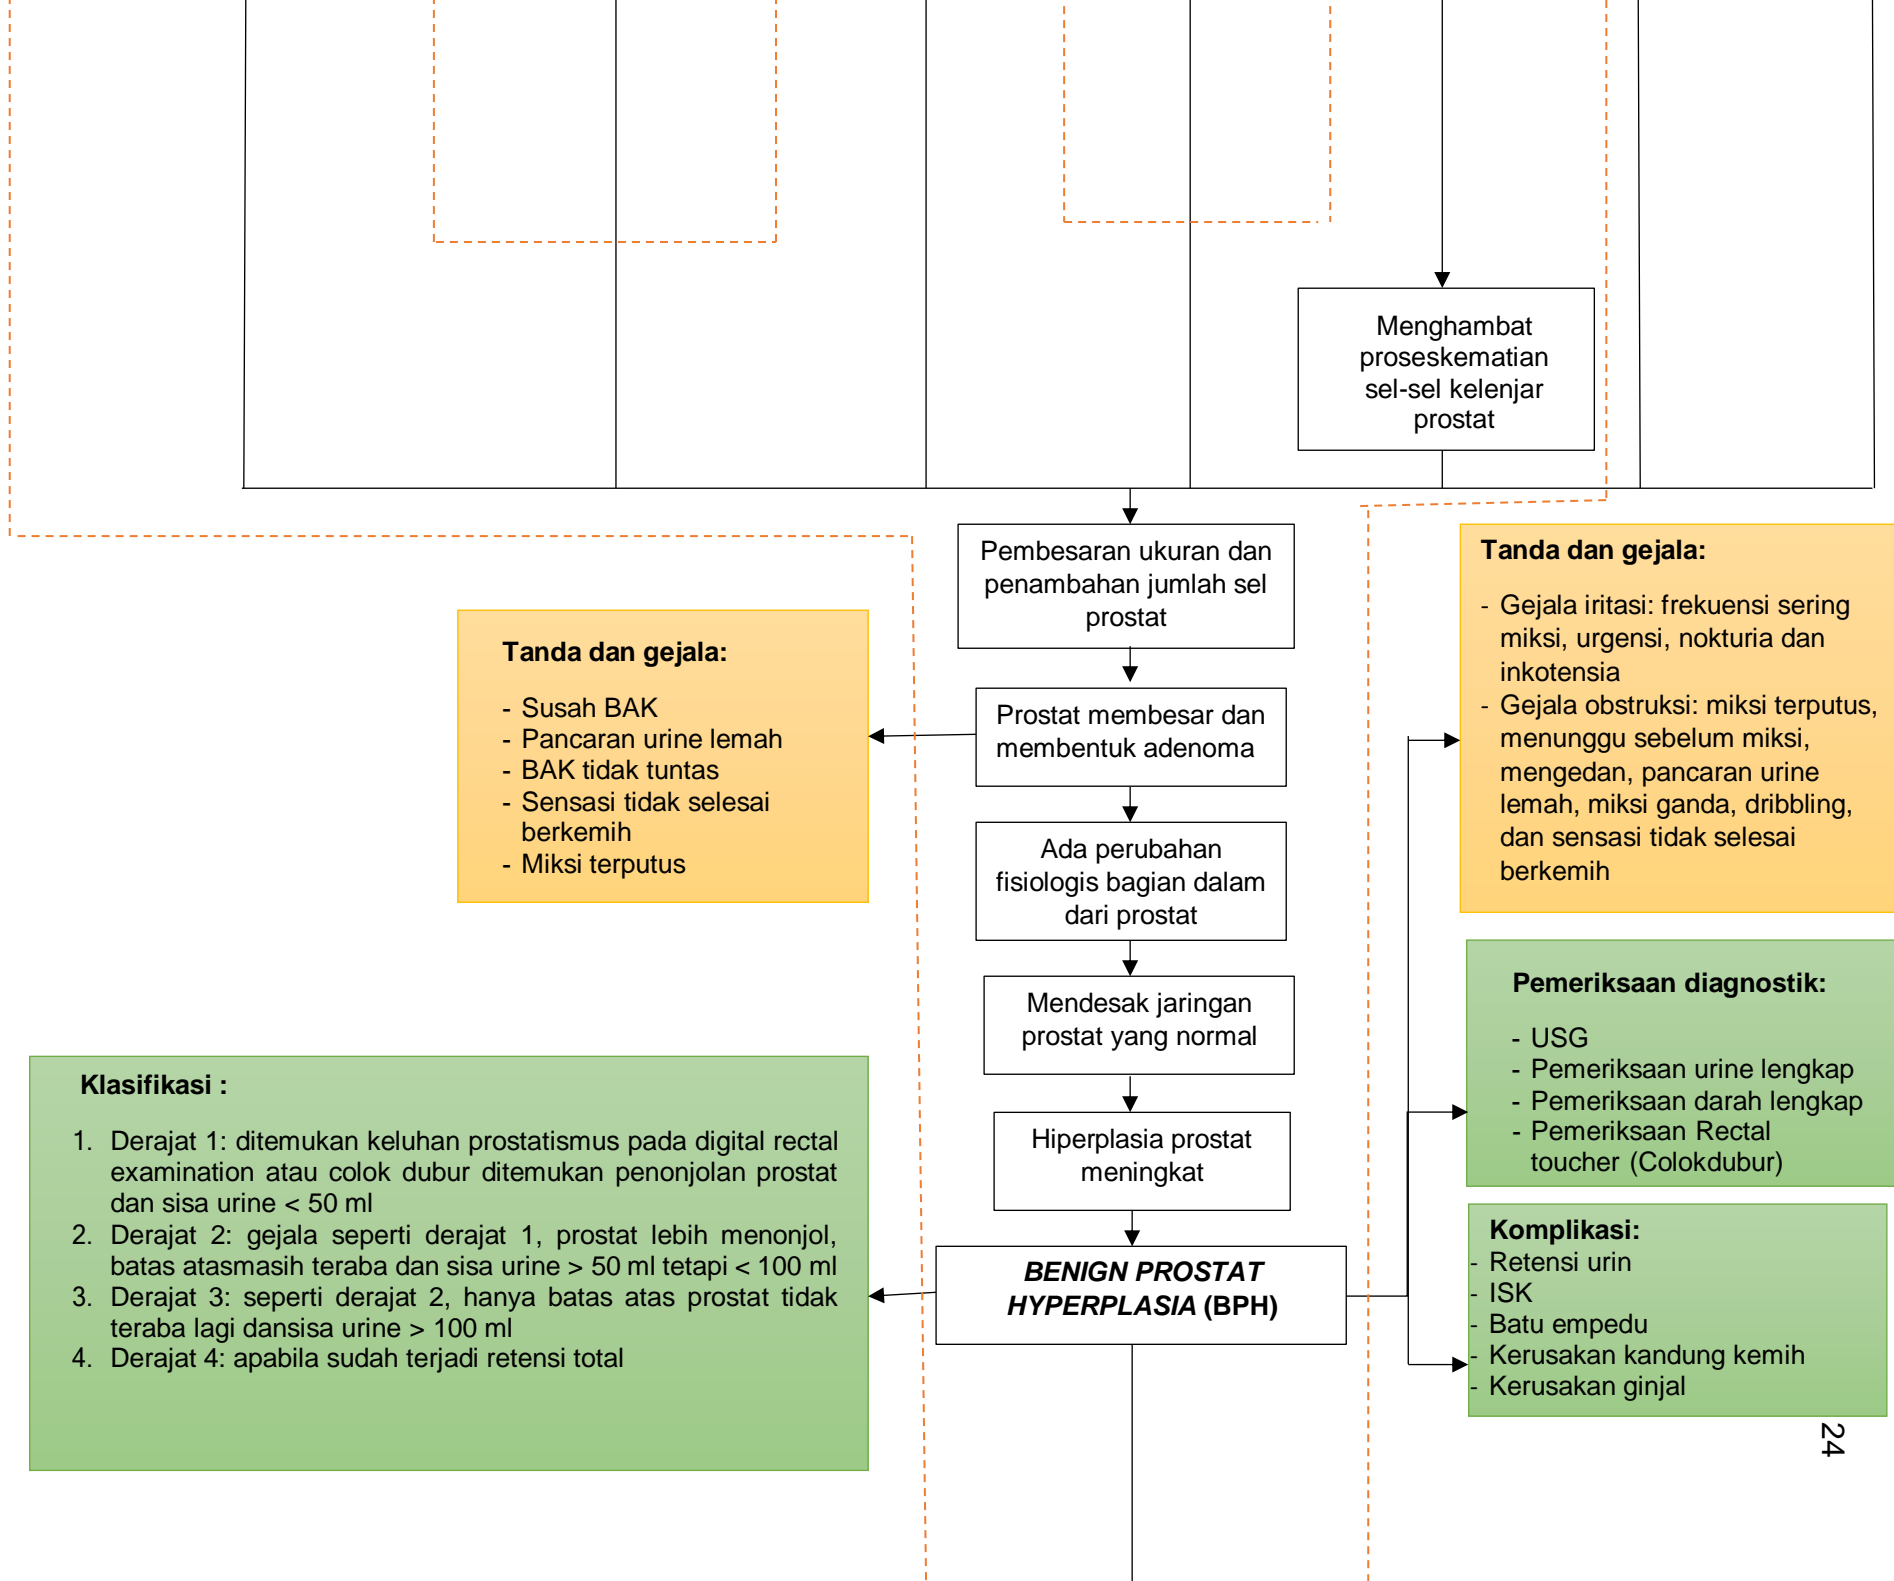 Menghambat
proseskematian
sel-sel kelenjar
prostat
Pembesaran ukuran dan
penambahan jumlah sel
prostat
Tanda dan gejala:
- Susah BAK
- Pancaran urine lemah
- BAK tidak tuntas
- Sensasi tidak selesai
berkemih
- Miksi terputus
Prostat membesar dan
membentuk adenoma
Tanda dan gejala:
- Gejala iritasi: frekuensi sering
miksi, urgensi, nokturia dan
inkotensia
- Gejala obstruksi: miksi terputus,
menunggu sebelum miksi,
mengedan, pancaran urine
lemah, miksi ganda, dribbling,
dan sensasi tidak selesai
berkemih
Ada perubahan
fisiologis bagian dalam
dari prostat
Mendesak jaringan
prostat yang normal
Pemeriksaan diagnostik:
- USG
- Pemeriksaan urine lengkap
- Pemeriksaan darah lengkap
- Pemeriksaan Rectal
toucher (Colokdubur)
Klasifikasi :
1. Derajat 1: ditemukan keluhan prostatismus pada digital rectal
examination atau colok dubur ditemukan penonjolan prostat
dan sisa urine < 50 ml
2. Derajat 2: gejala seperti derajat 1, prostat lebih menonjol,
batas atasmasih teraba dan sisa urine > 50 ml tetapi < 100 ml
3. Derajat 3: seperti derajat 2, hanya batas atas prostat tidak
teraba lagi dansisa urine > 100 ml
4. Derajat 4: apabila sudah terjadi retensi total
Hiperplasia prostat
meningkat
BENIGN PROSTAT
HYPERPLASIA (BPH)
Komplikasi:
- Retensi urin
- ISK
- Batu empedu
- Kerusakan kandung kemih
- Kerusakan ginjal
24